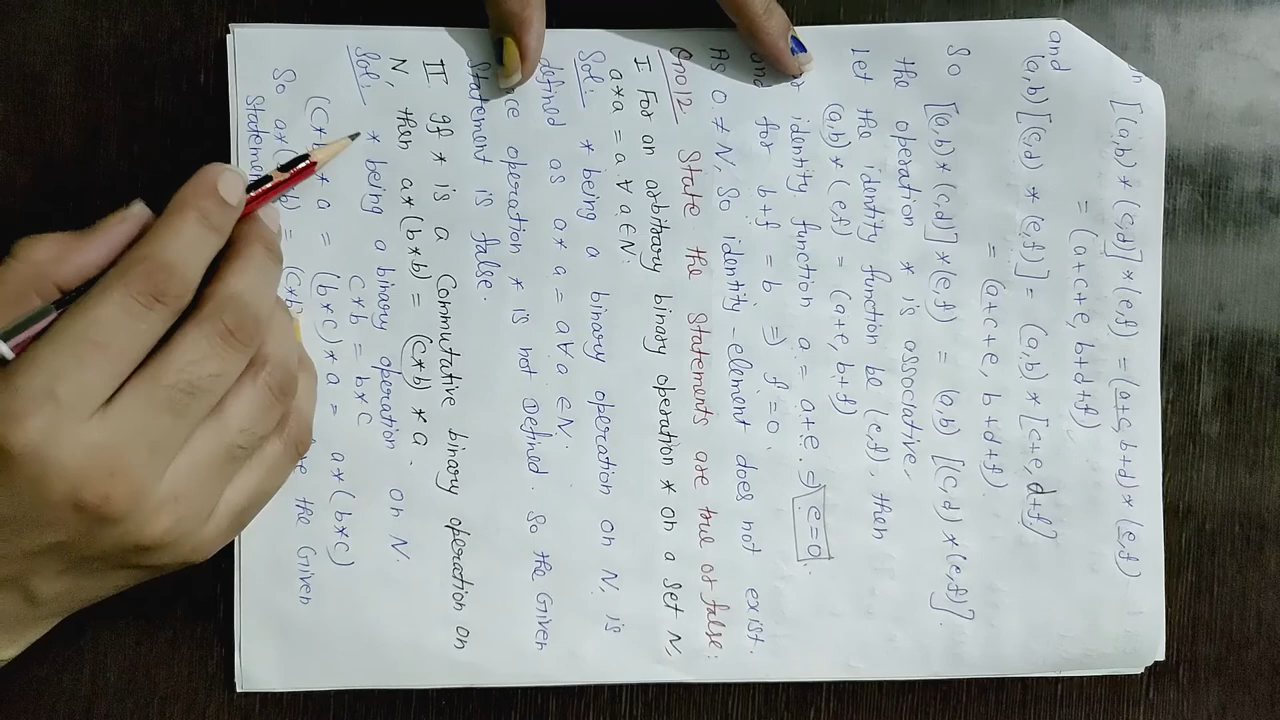 [(a,b)*(c,d)]*(e,f) = (a+c, b+d)*(e,f)
= (a+c+e, b+d+f)
and
(a,b)[(c,d) * (e,f)] = (a,b) * [c+e, d+f]
= (a+c+e, b+d+f).
So [(a,b)*(c,d)]*(e,f) = (a,b) [(c,d)*(e,f)]
the operation * is associative.
Let the identity function be (e,f), then
(a,b)*(e,f) = (a+e, b+f)
identity function a = a+e. ⇒ e=0.
for b+f = b ⇒ f=0.
As 0 ≠ N, So identity-element does not exist.
Qno12 State the Statements are true or false:
I For an arbitrary binary operation * on a set N,
a*a = a ∀ a ∈ N.
Sol: * being a binary operation on N, is
defined as a*a = a ∀ a ∈ N.
operation * is not Defined. So the Given
Statement is false.
II If * is a Commutative binary operation on
N, then a*(b*b) = (c*b) * a.
Sol: * being a binary operation on N.
c*b = b*c
* a = (b*c)*a = a*(b*c)
So the Given